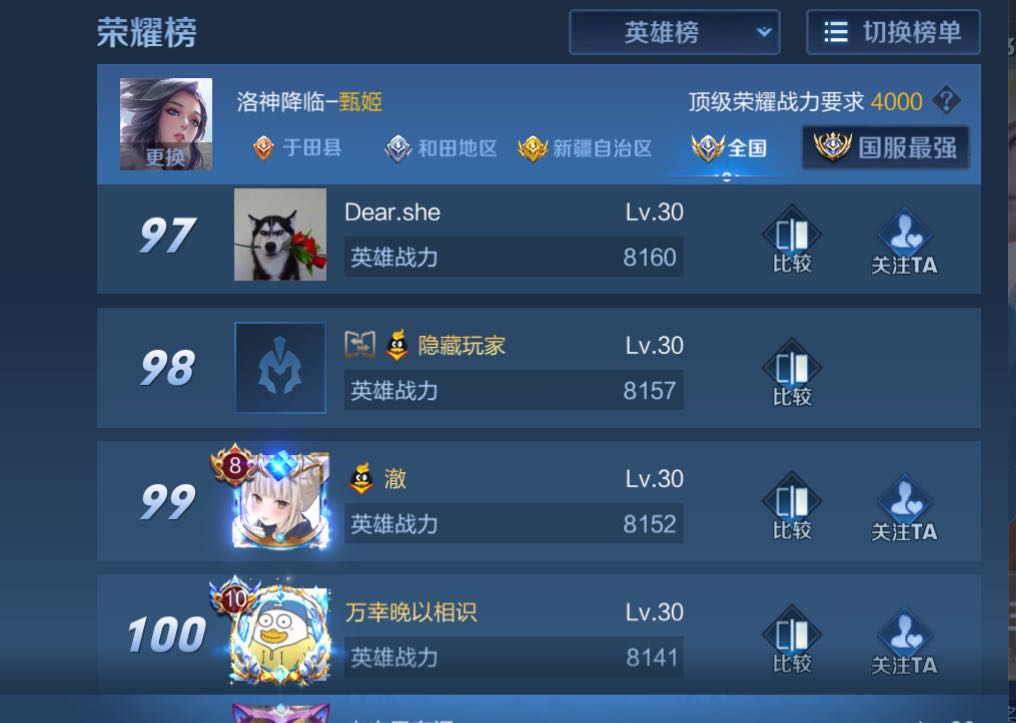 荣耀榜
英雄榜
切换榜单
洛神降临-甄姬
顶级荣耀战力要求 4000 ?
更换
于田县
和田地区
新疆自治区
全国
国服最强
97
Dear.she
Lv.30
英雄战力
8160
比较
关注TA
98
隐藏玩家
Lv.30
英雄战力
8157
比较
99
8
澈
Lv.30
英雄战力
8152
比较
关注TA
100
10
万幸晚以相识
Lv.30
英雄战力
8141
比较
关注TA